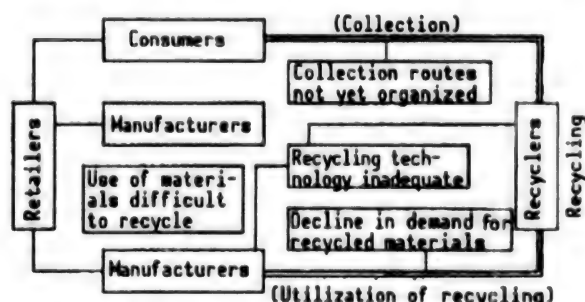 (Collection)
Consumers
Collection routes
not yet organized
Retailers
Manufacturers
Recycling tech-
nology inadequate
Recyclers
Recycling
Use of materi-
als difficult
to recycle
Decline in demand for
recycled materials
Manufacturers
(Utilization of recycling)